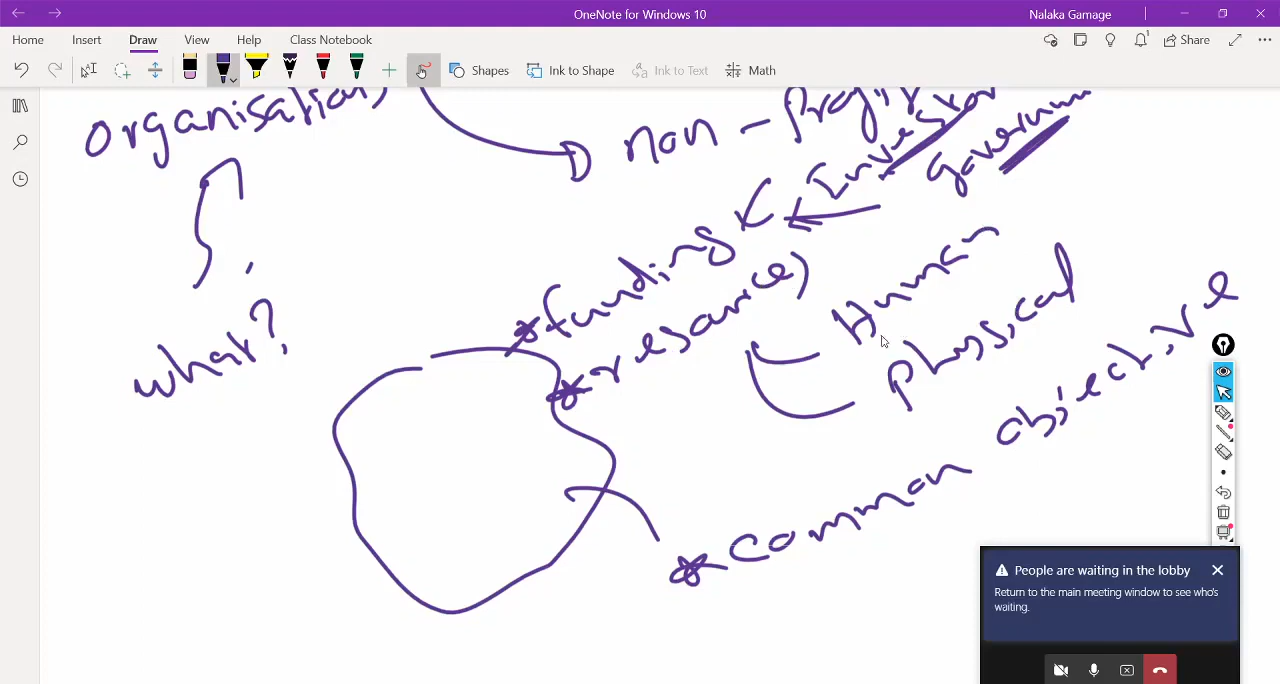 OneNote for Windows 10
Nalaka Gamage
Home Insert Draw View Help Class Notebook
Share
Shapes Ink to Shape Ink to Text Math
organisation
non - Profit
Investor
Governm
*funding
*resource)
Human
Physical
what?
*common objective
People are waiting in the lobby
Return to the main meeting window to see who's
waiting.